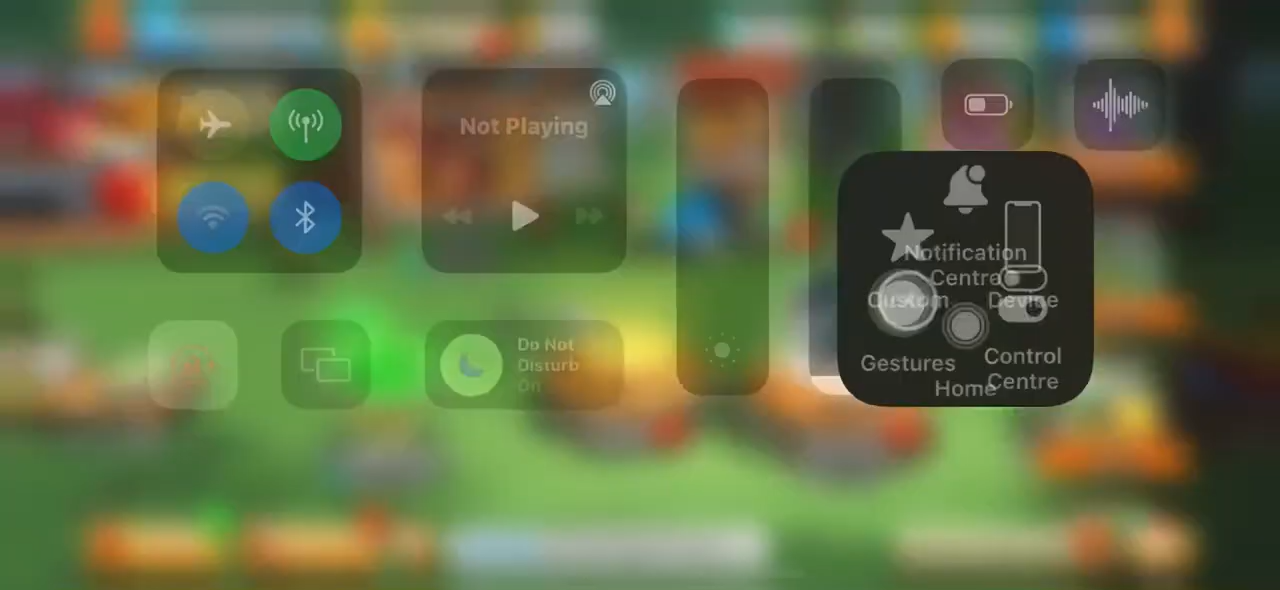 Not Playing
Do Not
Disturb
On
Notification
Centre
Custom
Device
Gestures
Control
Centre
Home